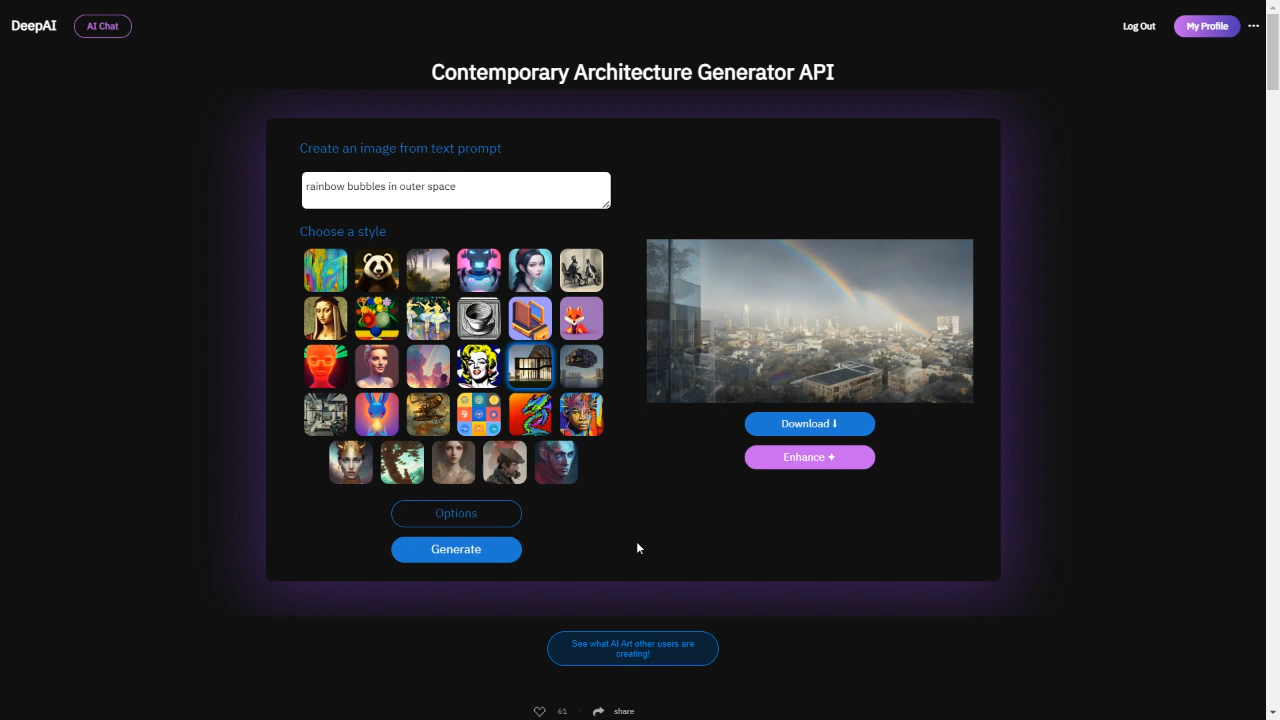 DeepAI
AI Chat
Log Out
My Profile
Contemporary Architecture Generator API
Create an image from text prompt
rainbow bubbles in outer space
Choose a style
Download
Enhance
Options
Generate
See what AI Art other users are
creating!
61
share